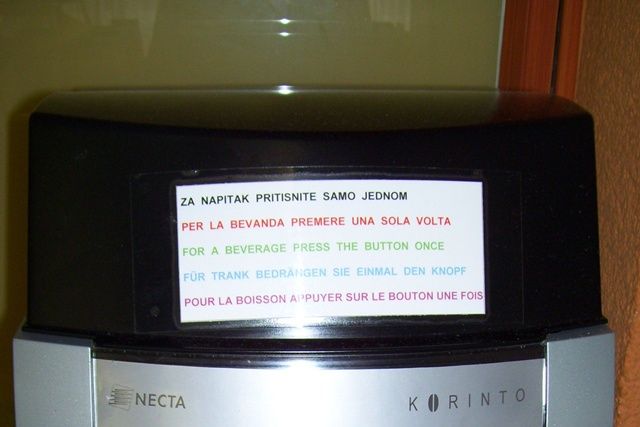 ZA NAPITAK PRITISNITE SAMO JEDNOM
PER LA BEVANDA PREMERE UNA SOLA VOLTA
FOR A BEVERAGE PRESS THE BUTTON ONCE
FÜR TRANK BEDRÄNGEN SIE EINMAL DEN KNOPF
POUR LA BOISSON APPUYER SUR LE BOUTON UNE FOIS
NECTA KORINTO